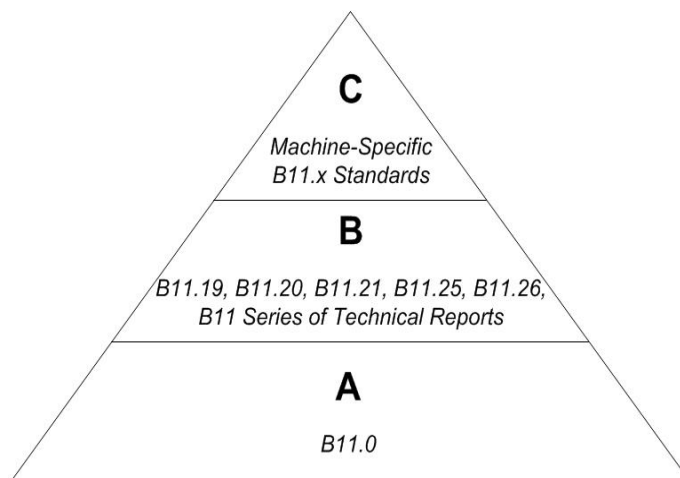 C
Machine-Specific
B11.x Standards
B
B11.19, B11.20, B11.21, B11.25, B11.26,
B11 Series of Technical Reports
A
B11.0